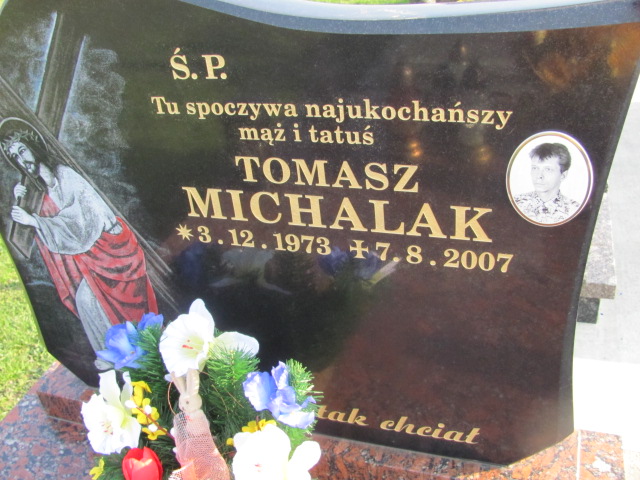 Ś.P.
Tu spoczywa najukochańszy
mąż i tatuś
TOMASZ
MICHALAK
✶3.12.1973 ✝7.8.2007
tak chciał